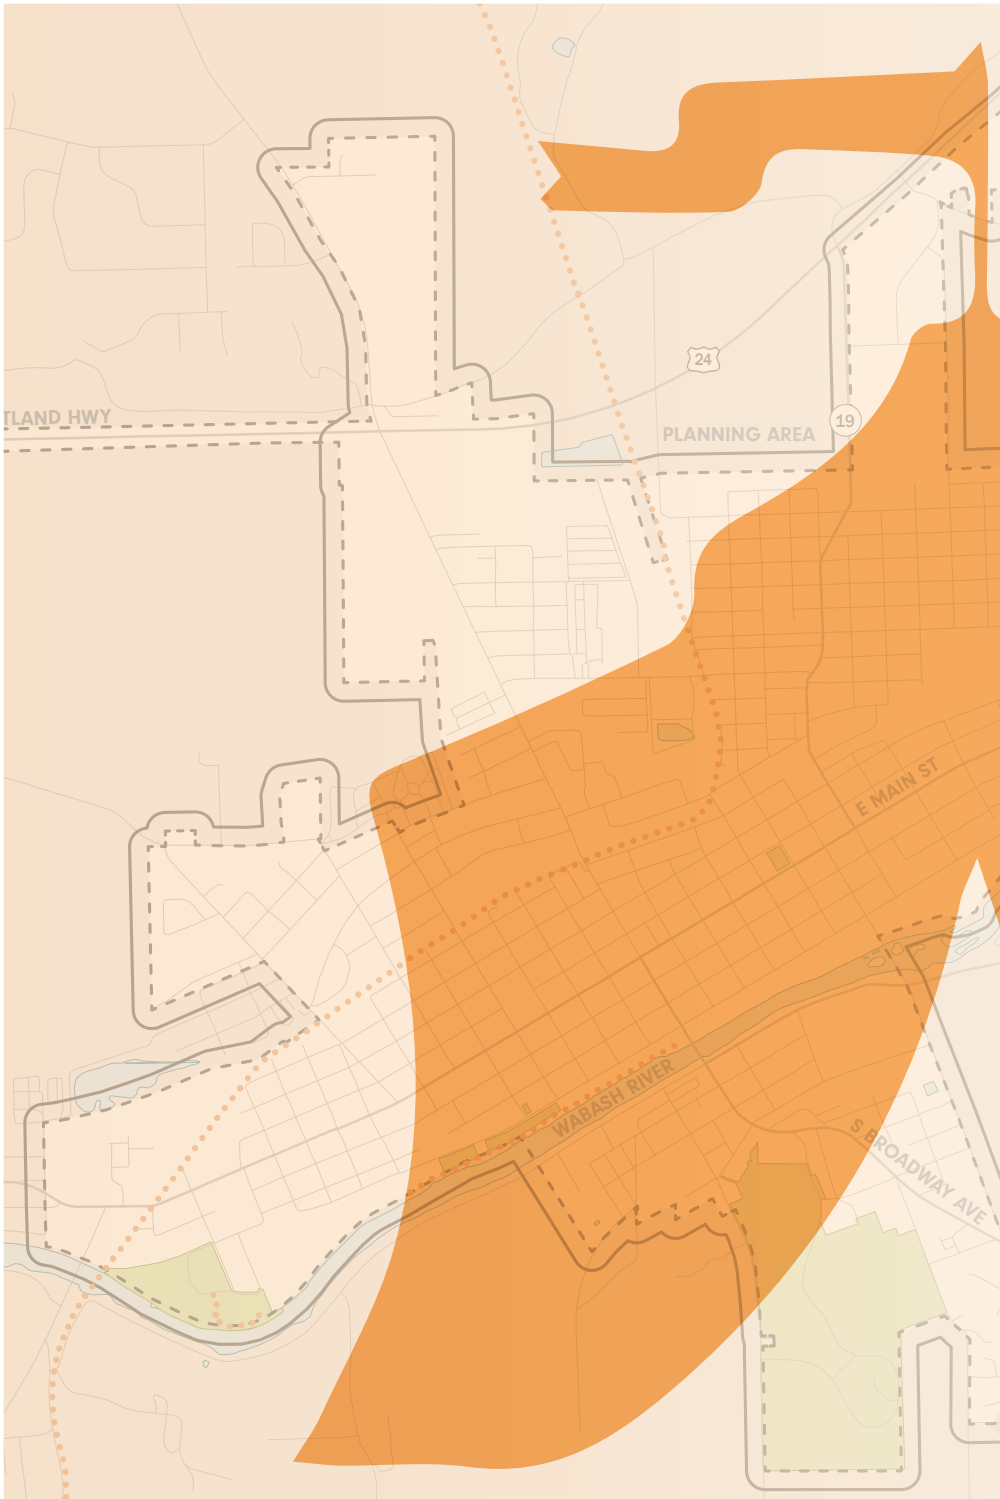 24
TLAND HWY
19
PLANNING AREA
E MAIN ST
WABASH RIVER
S BROADWAY AVE